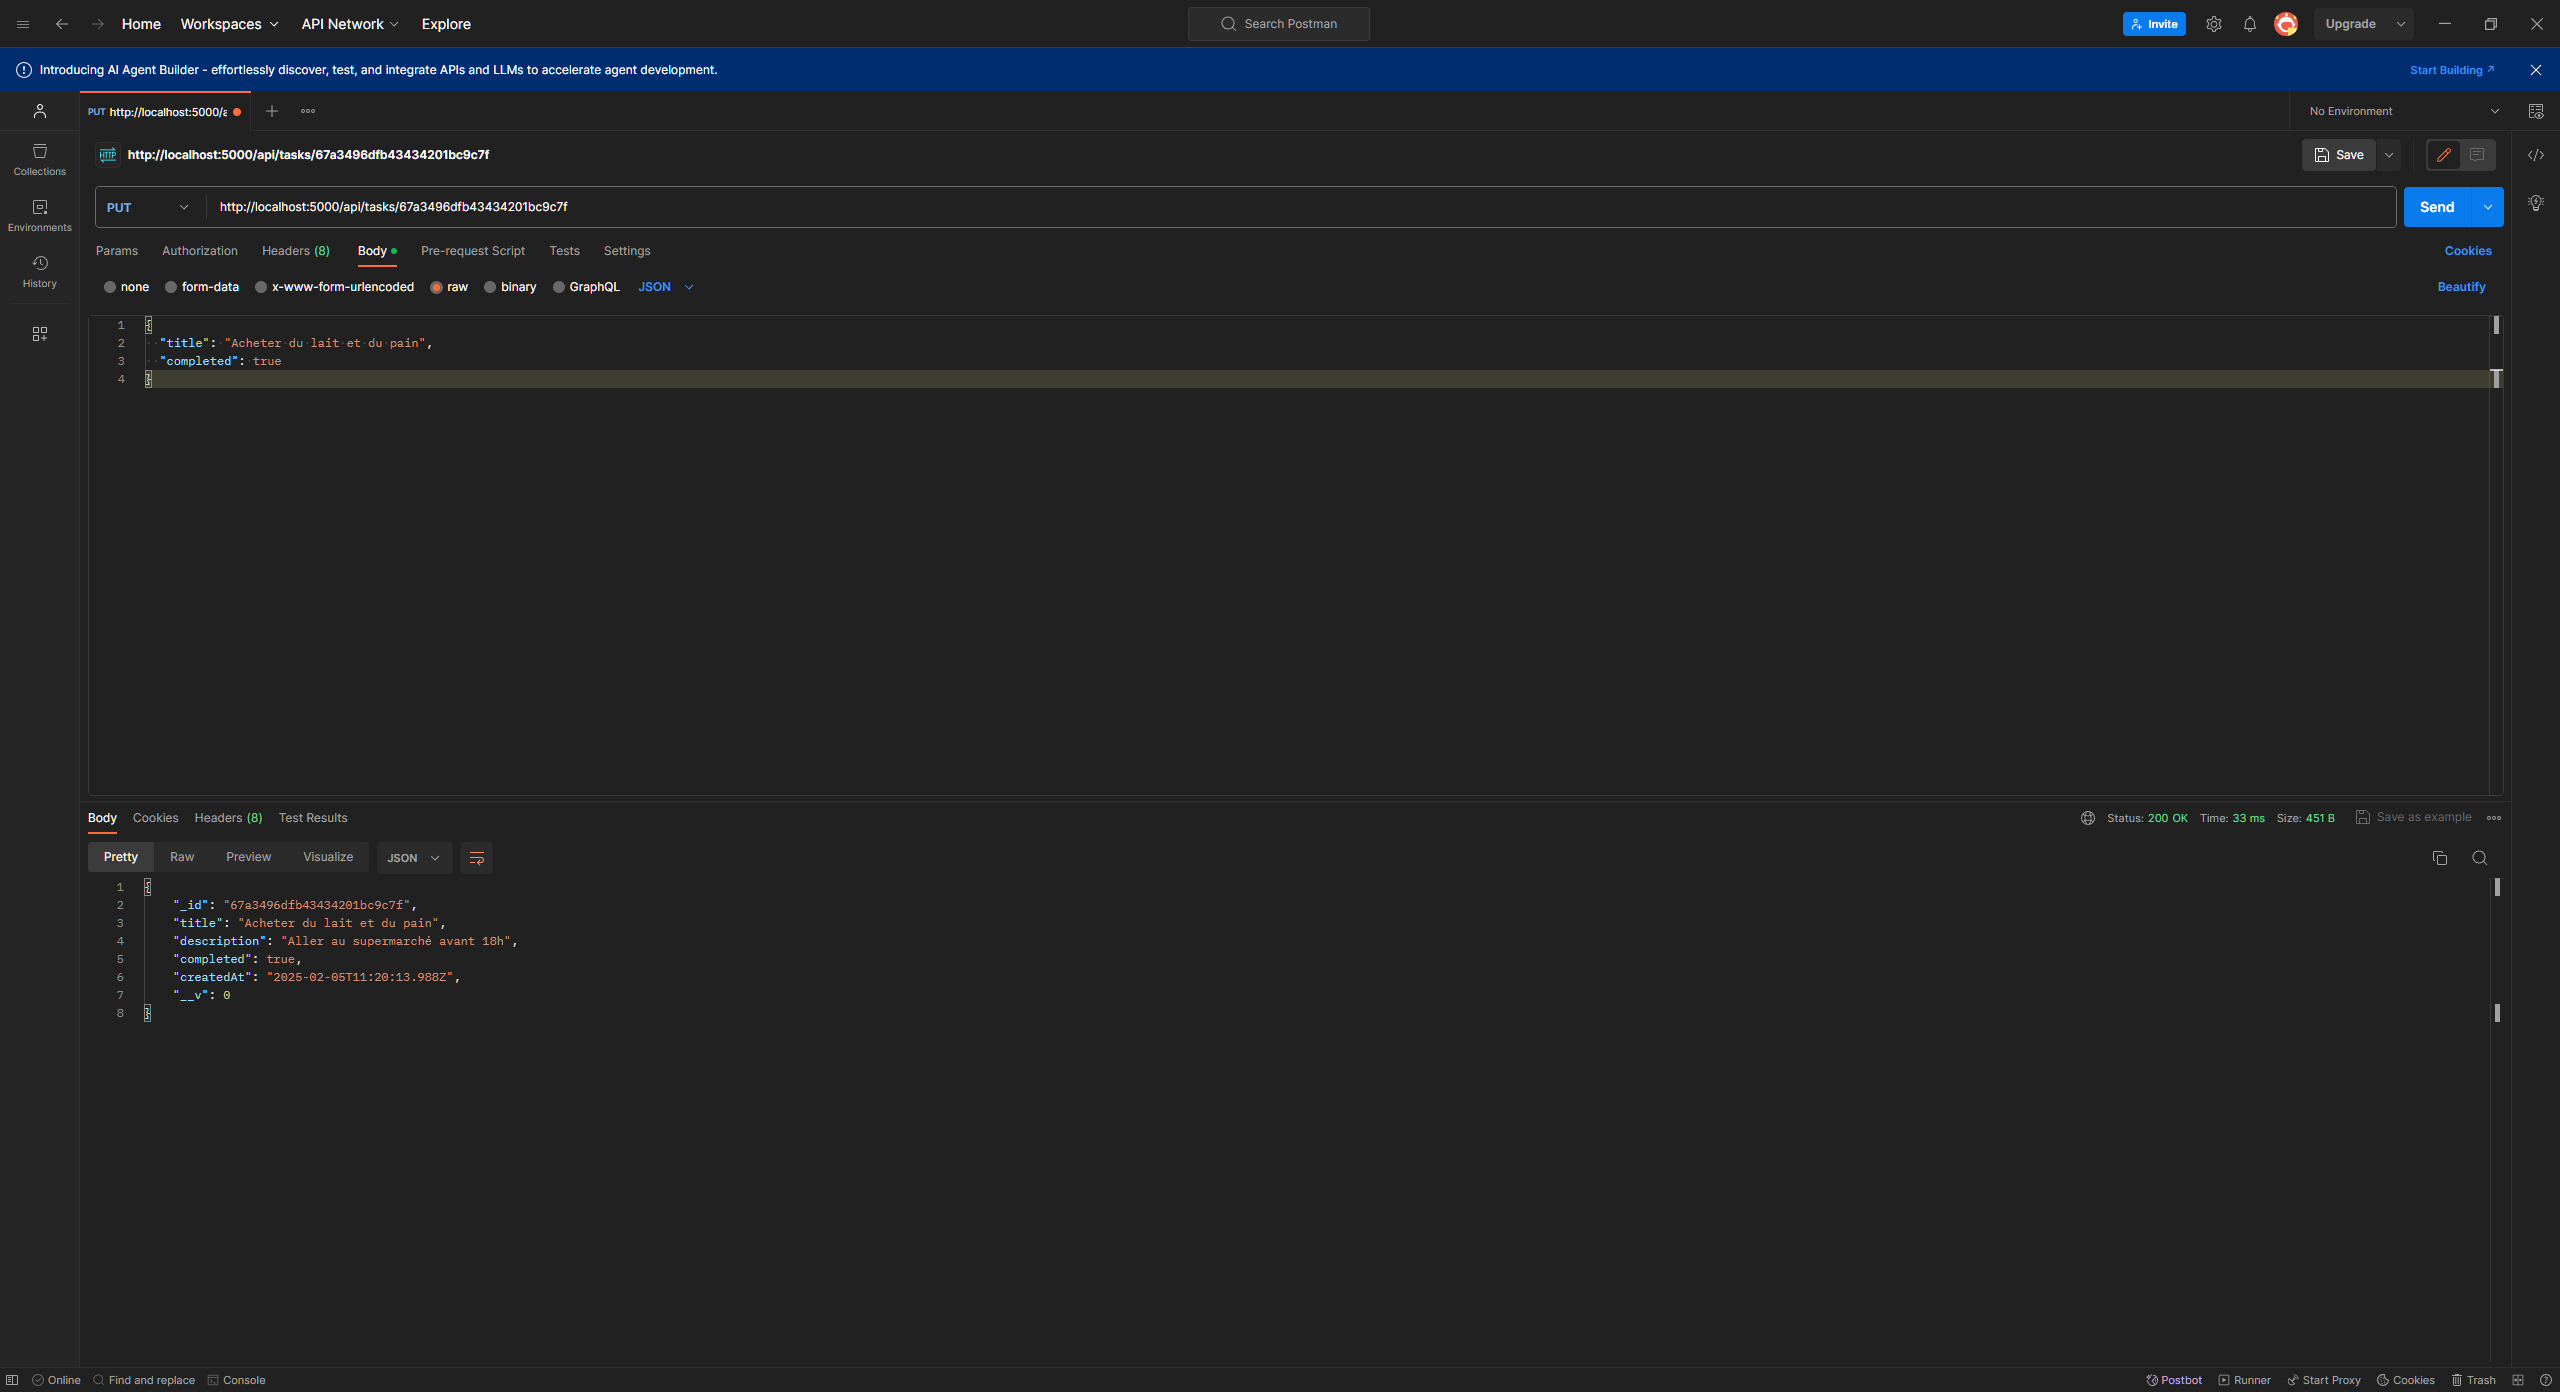 Home Workspaces API Network Explore Search Postman Invite Upgrade
Introducing AI Agent Builder - effortlessly discover, test, and integrate APIs and LLMs to accelerate agent development. Start Building
PUT http://localhost:5000/a No Environment
HTTP http://localhost:5000/api/tasks/67a3496dfb43434201bc9c7f Save
Collections
PUT http://localhost:5000/api/tasks/67a3496dfb43434201bc9c7f Send
Environments
Params Authorization Headers (8) Body Pre-request Script Tests Settings Cookies
History
none form-data x-www-form-urlencoded raw binary GraphQL JSON Beautify
1 {
2 "title": "Acheter du lait et du pain",
3 "completed": true
4 }
Body Cookies Headers (8) Test Results Status: 200 OK Time: 33 ms Size: 451 B Save as example
Pretty Raw Preview Visualize JSON
1 {
2 "_id": "67a3496dfb43434201bc9c7f",
3 "title": "Acheter du lait et du pain",
4 "description": "Aller au supermarché avant 18h",
5 "completed": true,
6 "createdAt": "2025-02-05T11:20:13.988Z",
7 "__v": 0
8 }
Online Find and replace Console Postbot Runner Start Proxy Cookies Trash